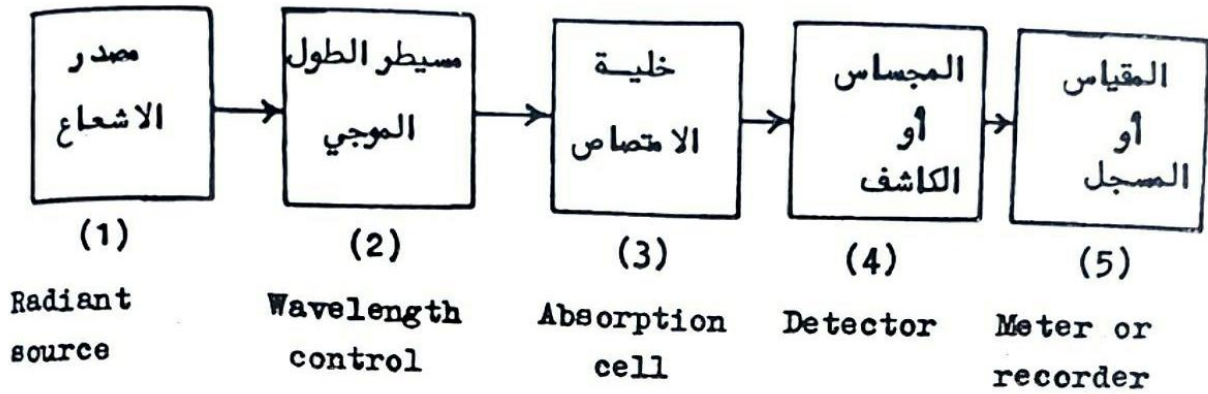 مصدر
الاشعاع
مسيطر الطول
الموجي
خلية
الامتصاص
المجساس
أو
الكاشف
المقياس
أو
المسجل
(1)
(2)
(3)
(4)
(5)
Radiant
source
Wavelength
control
Absorption
cell
Detector
Meter or
recorder